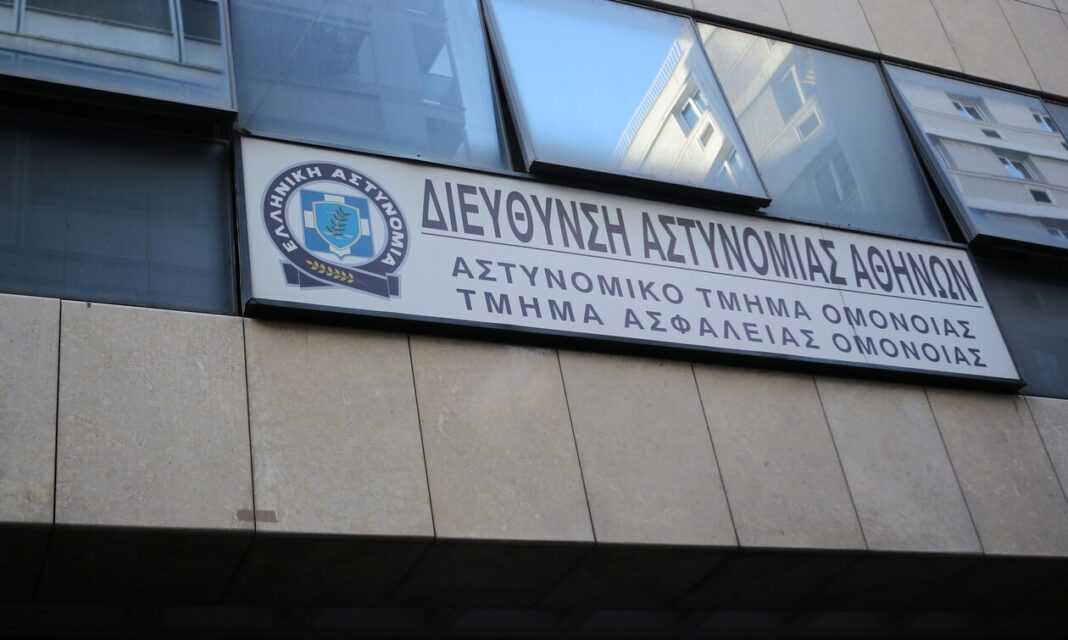 ΕΛΛΗΝΙΚΗ ΑΣΤΥΝΟΜΙΑ
ΔΙΕΥΘΥΝΣΗ ΑΣΤΥΝΟΜΙΑΣ ΑΘΗΝΩΝ
ΑΣΤΥΝΟΜΙΚΟ ΤΜΗΜΑ ΟΜΟΝΟΙΑΣ
ΤΜΗΜΑ ΑΣΦΑΛΕΙΑΣ ΟΜΟΝΟΙΑΣ